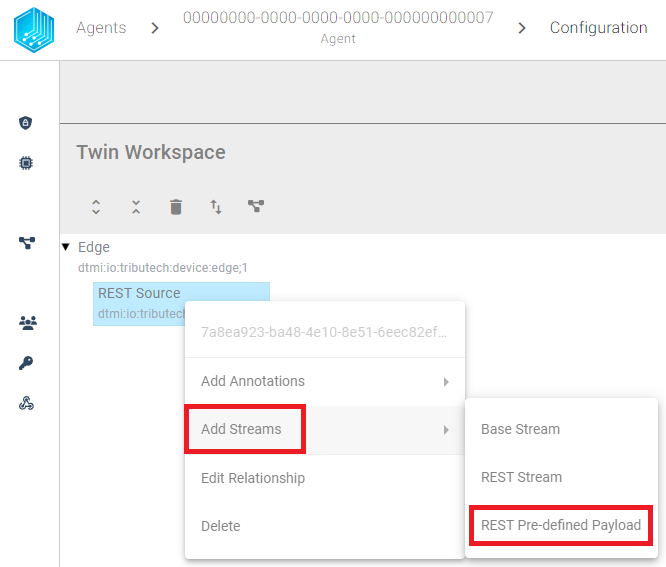 Agents
00000000-0000-0000-0000-000000000007
Agent
Configuration
Twin Workspace
Edge
dtmi:io:tributech:device:edge;1
REST Source
dtmi:io:tributech:
7a8ea923-ba48-4e10-8e51-6eec82ef...
Add Annotations
Add Streams
Base Stream
REST Stream
Edit Relationship
REST Pre-defined Payload
Delete